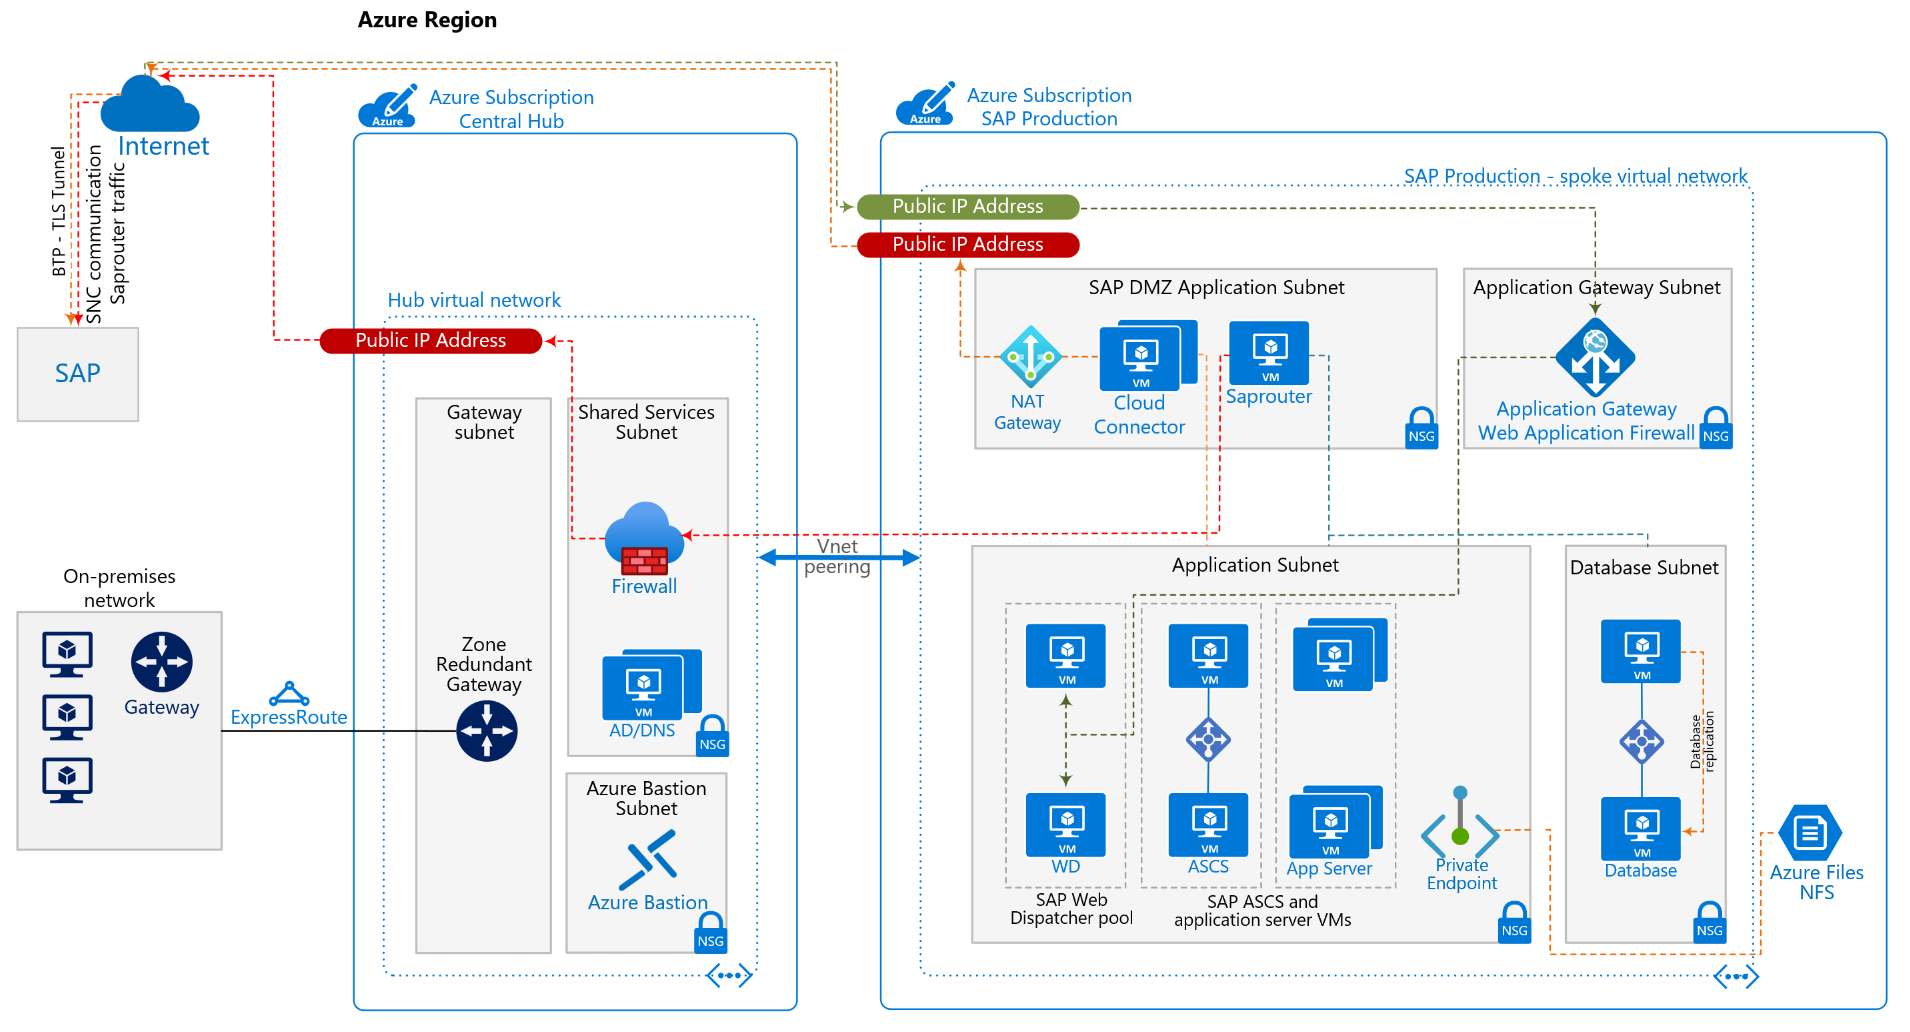 Azure Region
Azure
Azure Subscription
Central Hub
Azure
Azure Subscription
SAP Production
Internet
BTP - TLS Tunnel
SNC communication
Saprouter traffic
SAP
SAP Production - spoke virtual network
Public IP Address
Public IP Address
Hub virtual network
Public IP Address
SAP DMZ Application Subnet
NAT
Gateway
VM
Cloud
Connector
VM
Saprouter
NSG
Application Gateway Subnet
Application Gateway
Web Application Firewall
NSG
Gateway
subnet
Zone
Redundant
Gateway
Shared Services
Subnet
Firewall
VM
AD/DNS
NSG
Azure Bastion
Subnet
Azure Bastion
NSG
Vnet
peering
On-premises
network
Gateway
ExpressRoute
Application Subnet
VM
VM
WD
SAP Web
Dispatcher pool
VM
VM
ASCS
VM
VM
App Server
SAP ASCS and
application server VMs
Private
Endpoint
NSG
Database Subnet
VM
Database
replication
VM
Database
NSG
Azure Files
NFS